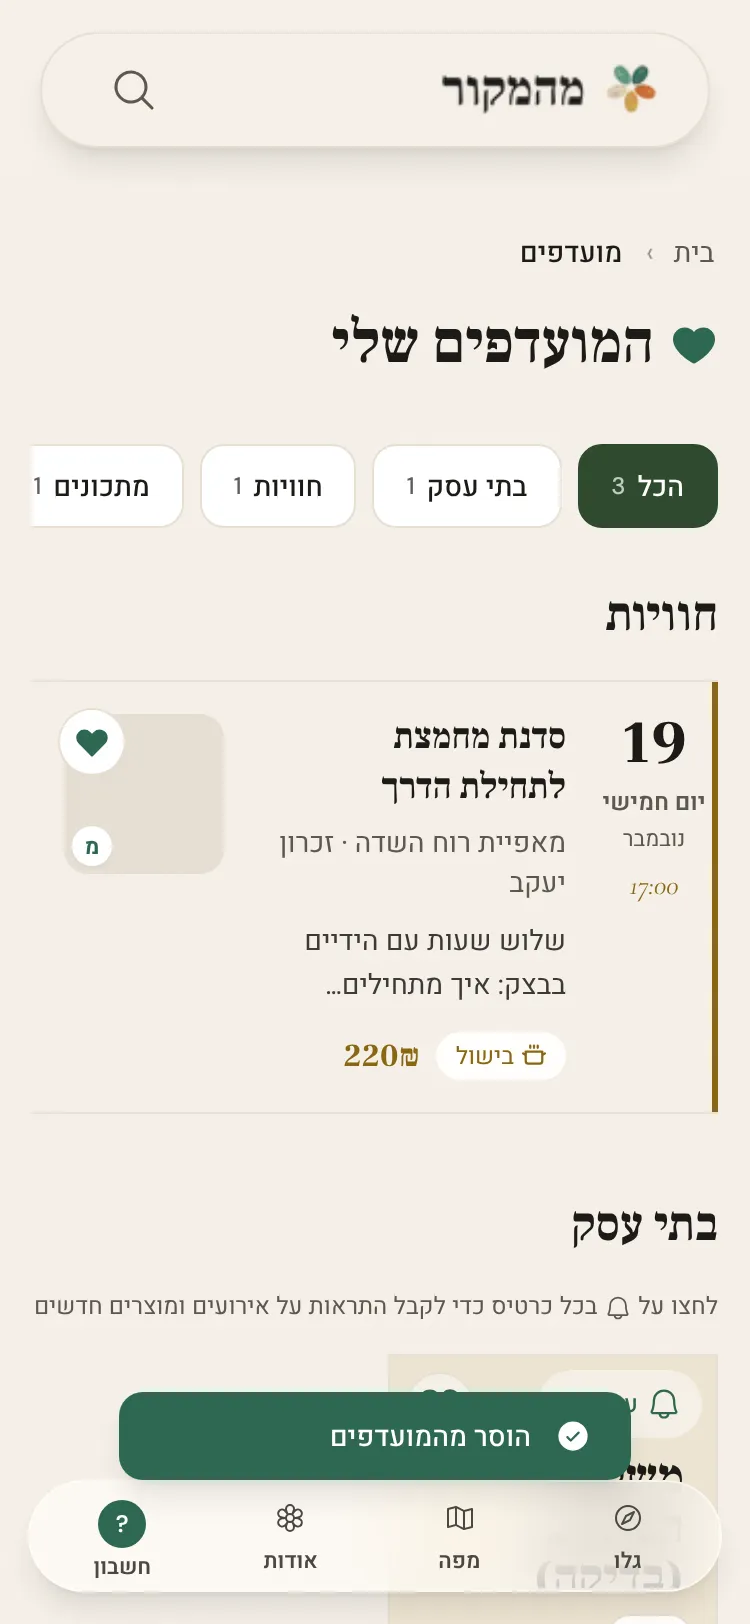 מהמקור
בית › מועדפים
המועדפים שלי
הכל 3
בתי עסק 1
חוויות 1
מתכונים 1
חוויות
19
יום חמישי
נובמבר
17:00
סדנת מחמצת
לתחילת הדרך
מאפיית רוח השדה · זכרון
יעקב
שלוש שעות עם הידיים
בבצק: איך מתחילים...
בישול
₪220
מ
בתי עסק
לחצו על בכל כרטיס כדי לקבל התראות על אירועים ומוצרים חדשים
הוסר מהמועדפים
(בדיקה)
גלו
מפה
אודות
?
חשבון